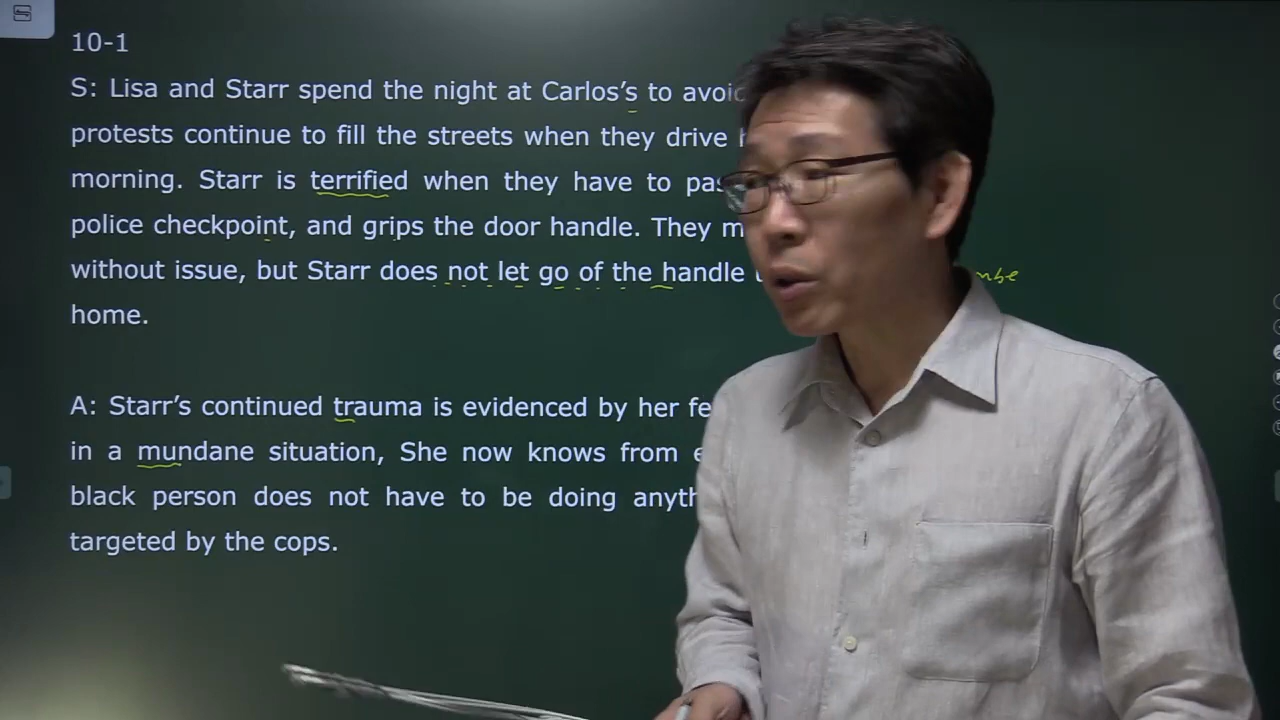 10-1
S: Lisa and Starr spend the night at Carlos’s to avoid
protests continue to fill the streets when they drive
morning. Starr is terrified when they have to
police checkpoint, and grips the door handle. They
without issue, but Starr does not let go of the handle
home.
A: Starr’s continued trauma is evidenced by her
in a mundane situation, She now knows from
black person does not have to be doing
targeted by the cops.